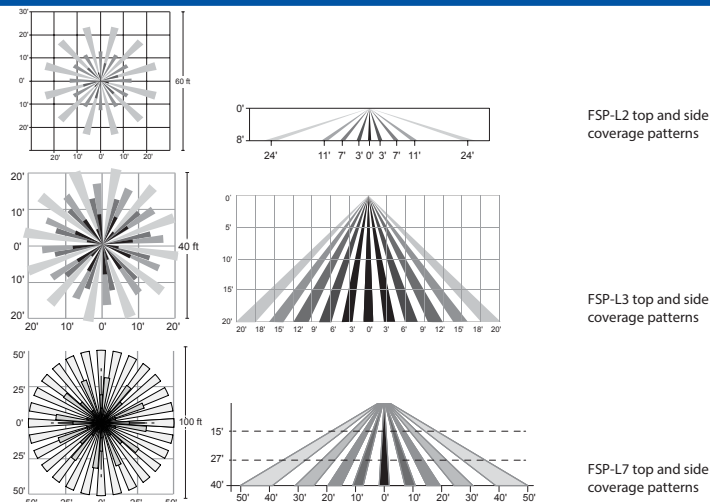 30'
20'
10'
0'
10'
20'
20' 10' 0' 10' 20'
60 ft
0'
8'
24' 11' 7' 3' 0' 3' 7' 11' 24'
FSP-L2 top and side
coverage patterns
20'
10'
0'
10'
20'
20' 10' 0' 10' 20'
40 ft
0'
5'
10'
15'
20'
20' 18' 15' 12' 9' 6' 3' 0' 3' 6' 9' 12' 15' 18' 20'
FSP-L3 top and side
coverage patterns
50'
25'
0'
25'
50'
50' 25' 0' 25' 50'
100 ft
15'
27'
40'
50' 40' 30' 20' 10' 0' 10' 20' 30' 40' 50'
FSP-L7 top and side
coverage patterns